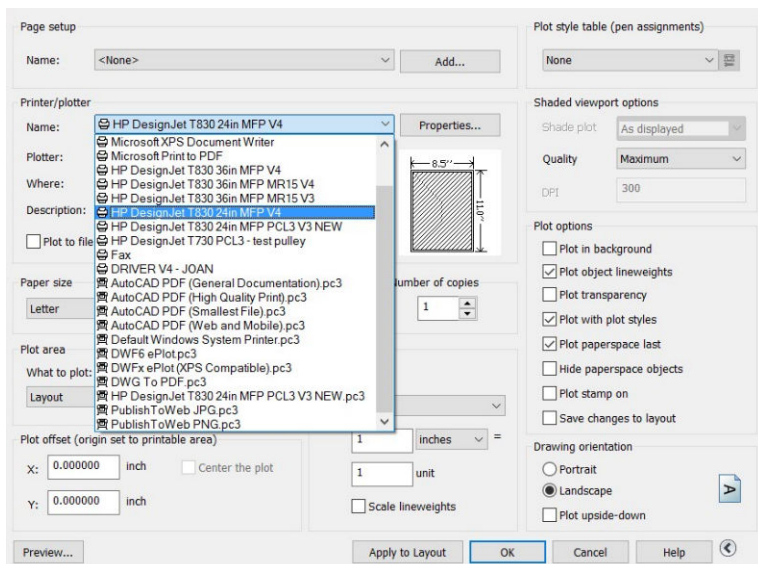 Page setup
Name: <None> Add...
Printer/plotter
Name: HP DesignJet T830 24in MFP V4 Properties...
Microsoft XPS Document Writer
Microsoft Print to PDF
HP DesignJet T830 36in MFP V4
HP DesignJet T830 36in MFP MR15 V4
HP DesignJet T830 36in MFP MR15 V3
HP DesignJet T830 24in MFP V4
HP DesignJet T830 24in MFP PCL3 V3 NEW
HP DesignJet T730 PCL3 - test pulley
Fax
DRIVER V4 - JOAN
AutoCAD PDF (General Documentation).pc3
AutoCAD PDF (High Quality Print).pc3
AutoCAD PDF (Smallest File).pc3
AutoCAD PDF (Web and Mobile).pc3
Default Windows System Printer.pc3
DWF6 ePlot.pc3
DWFx ePlot (XPS Compatible).pc3
DWG To PDF.pc3
HP DesignJet T830 24in MFP PCL3 V3 NEW.pc3
PublishToWeb JPG.pc3
PublishToWeb PNG.pc3
Plotter:
Where:
Description:
Plot to file
8.5"
11.0"
Paper size
Letter
Number of copies
1
Plot area
What to plot:
Layout
1 inches =
1 unit
Scale lineweights
Plot offset (origin set to printable area)
X: 0.000000 inch Center the plot
Y: 0.000000 inch
Plot style table (pen assignments)
None
Shaded viewport options
Shade plot As displayed
Quality Maximum
DPI 300
Plot options
Plot in background
Plot object lineweights
Plot transparency
Plot with plot styles
Plot paperspace last
Hide paperspace objects
Plot stamp on
Save changes to layout
Drawing orientation
Portrait
Landscape
Plot upside-down
A
Preview... Apply to Layout OK Cancel Help